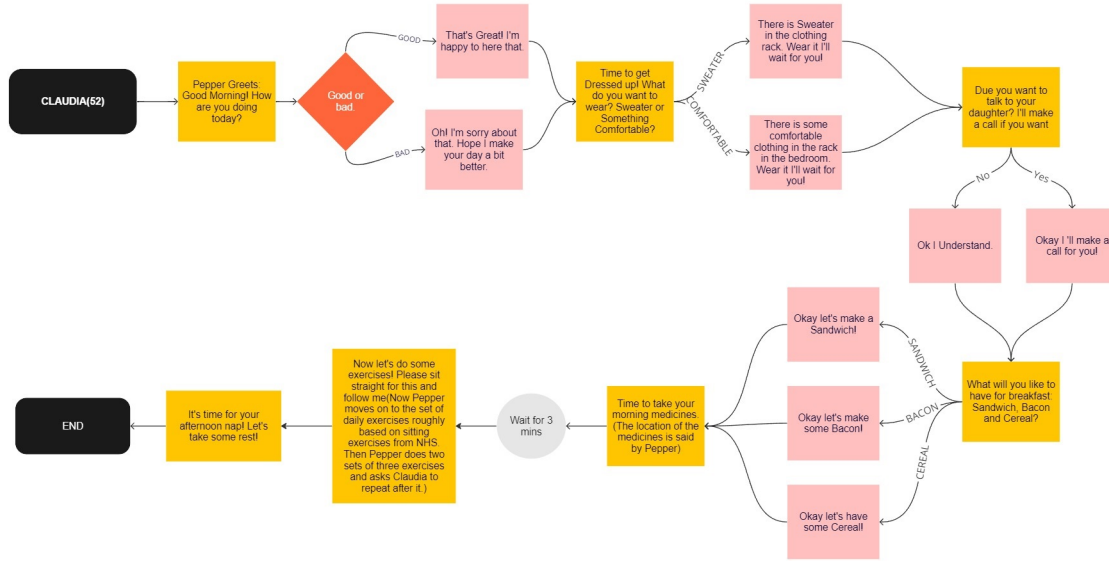 CLAUDIA(52)
Pepper Greets:
Good Morning! How
are you doing
today?
Good or
bad.
GOOD
That's Great! I'm
happy to here that.
BAD
Oh! I'm sorry about
that. Hope I make
your day a bit
better.
Time to get
Dressed up! What
do you want to
wear? Sweater or
Something
Comfortable?
SWEATER
There is Sweater
in the clothing
rack. Wear it I'll
wait for you!
COMFORTABLE
There is some
comfortable
clothing in the rack
in the bedroom.
Wear it I'll wait for
you!
Due you want to
talk to your
daughter? I'll make
a call if you want
No
Yes
Ok I Understand.
Okay I 'll make a
call for you!
What will you like to
have for breakfast:
Sandwich, Bacon
and Cereal?
SANDWICH
BACON
CEREAL
Okay let's make a
Sandwich!
Okay let's make
some Bacon!
Okay let's have
some Cereal!
Time to take your
morning medicines.
(The location of the
medicines is said
by Pepper)
Wait for 3
mins
Now let's do some
exercises! Please sit
straight for this and
follow me(Now Pepper
moves on to the set of
daily exercises roughly
based on sitting
exercises from NHS.
Then Pepper does two
sets of three exercises
and asks Claudia to
repeat after it.)
It's time for your
afternoon nap! Let's
take some rest!
END